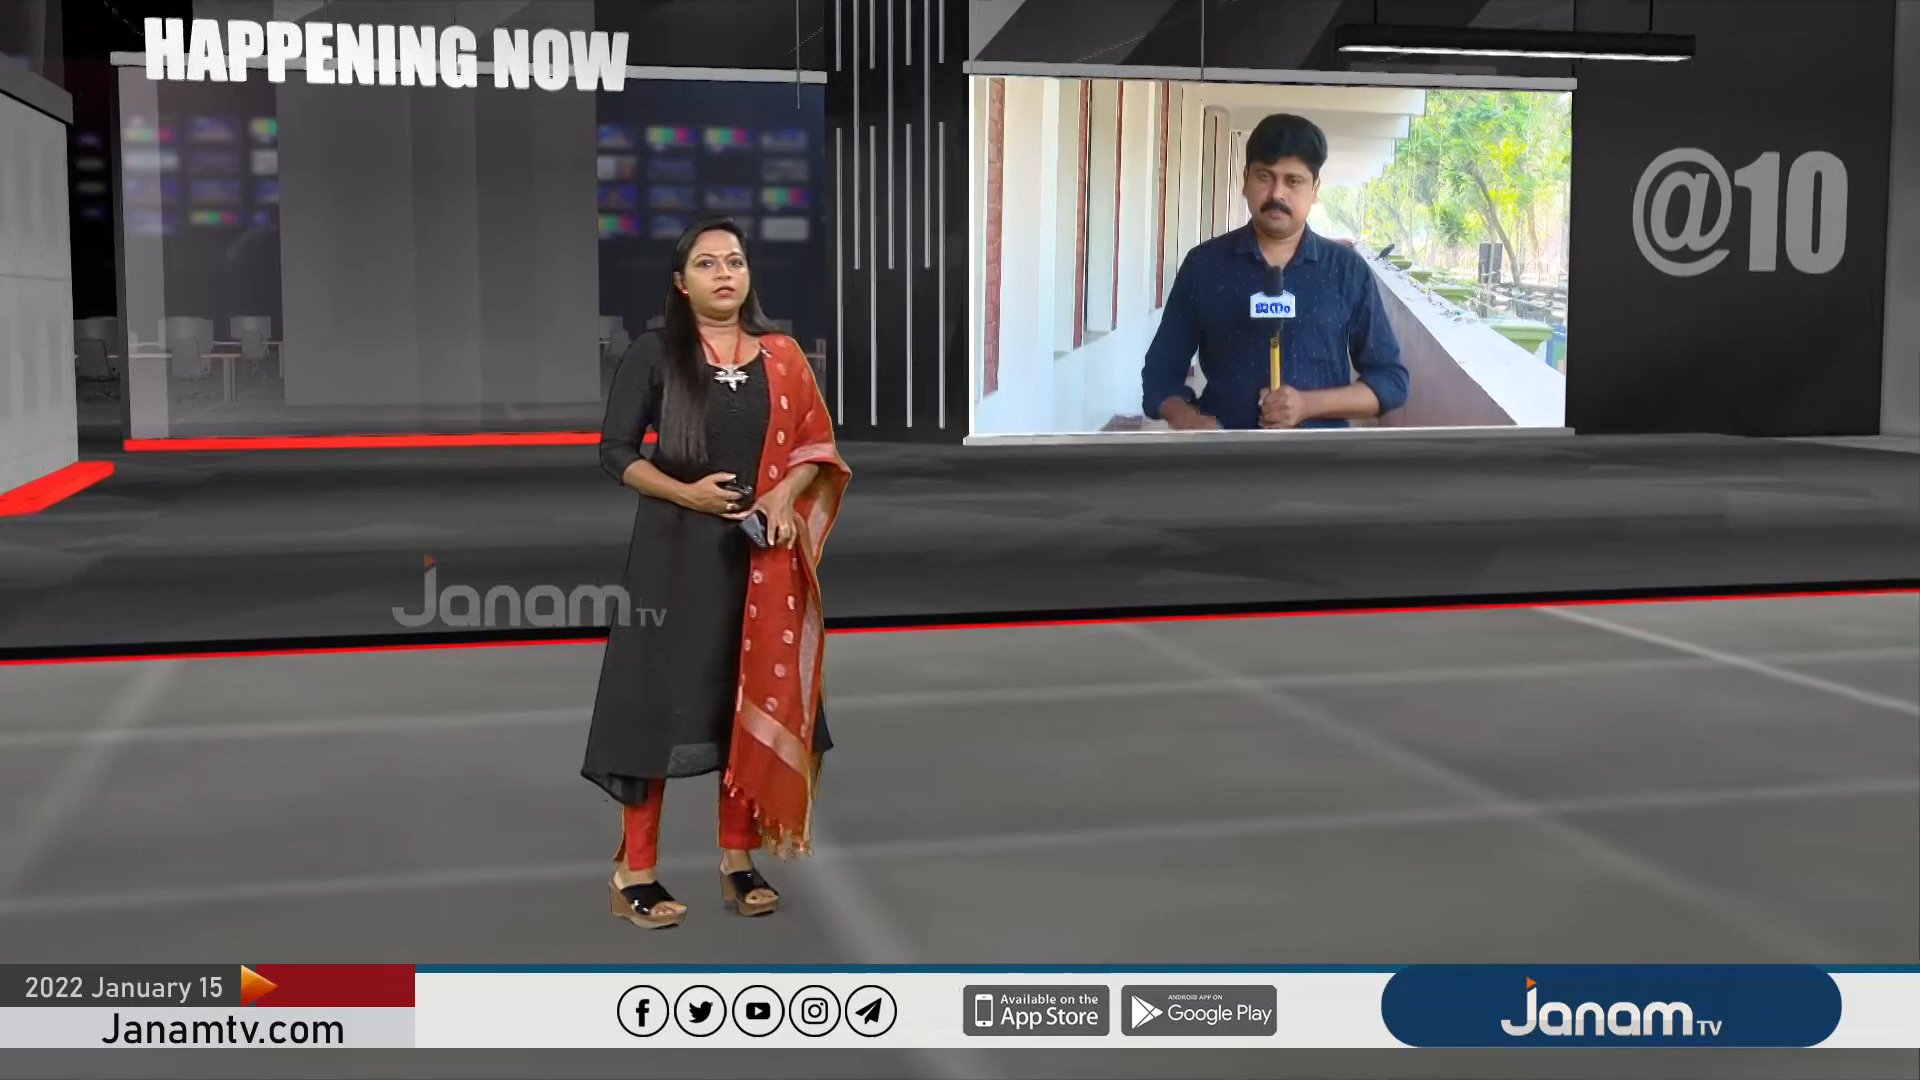 HAPPENING NOW
@10
ജനം
Janam TV
2022 January 15
Janamtv.com
Available on the
App Store
ANDROID APP ON
Google Play
Janam TV